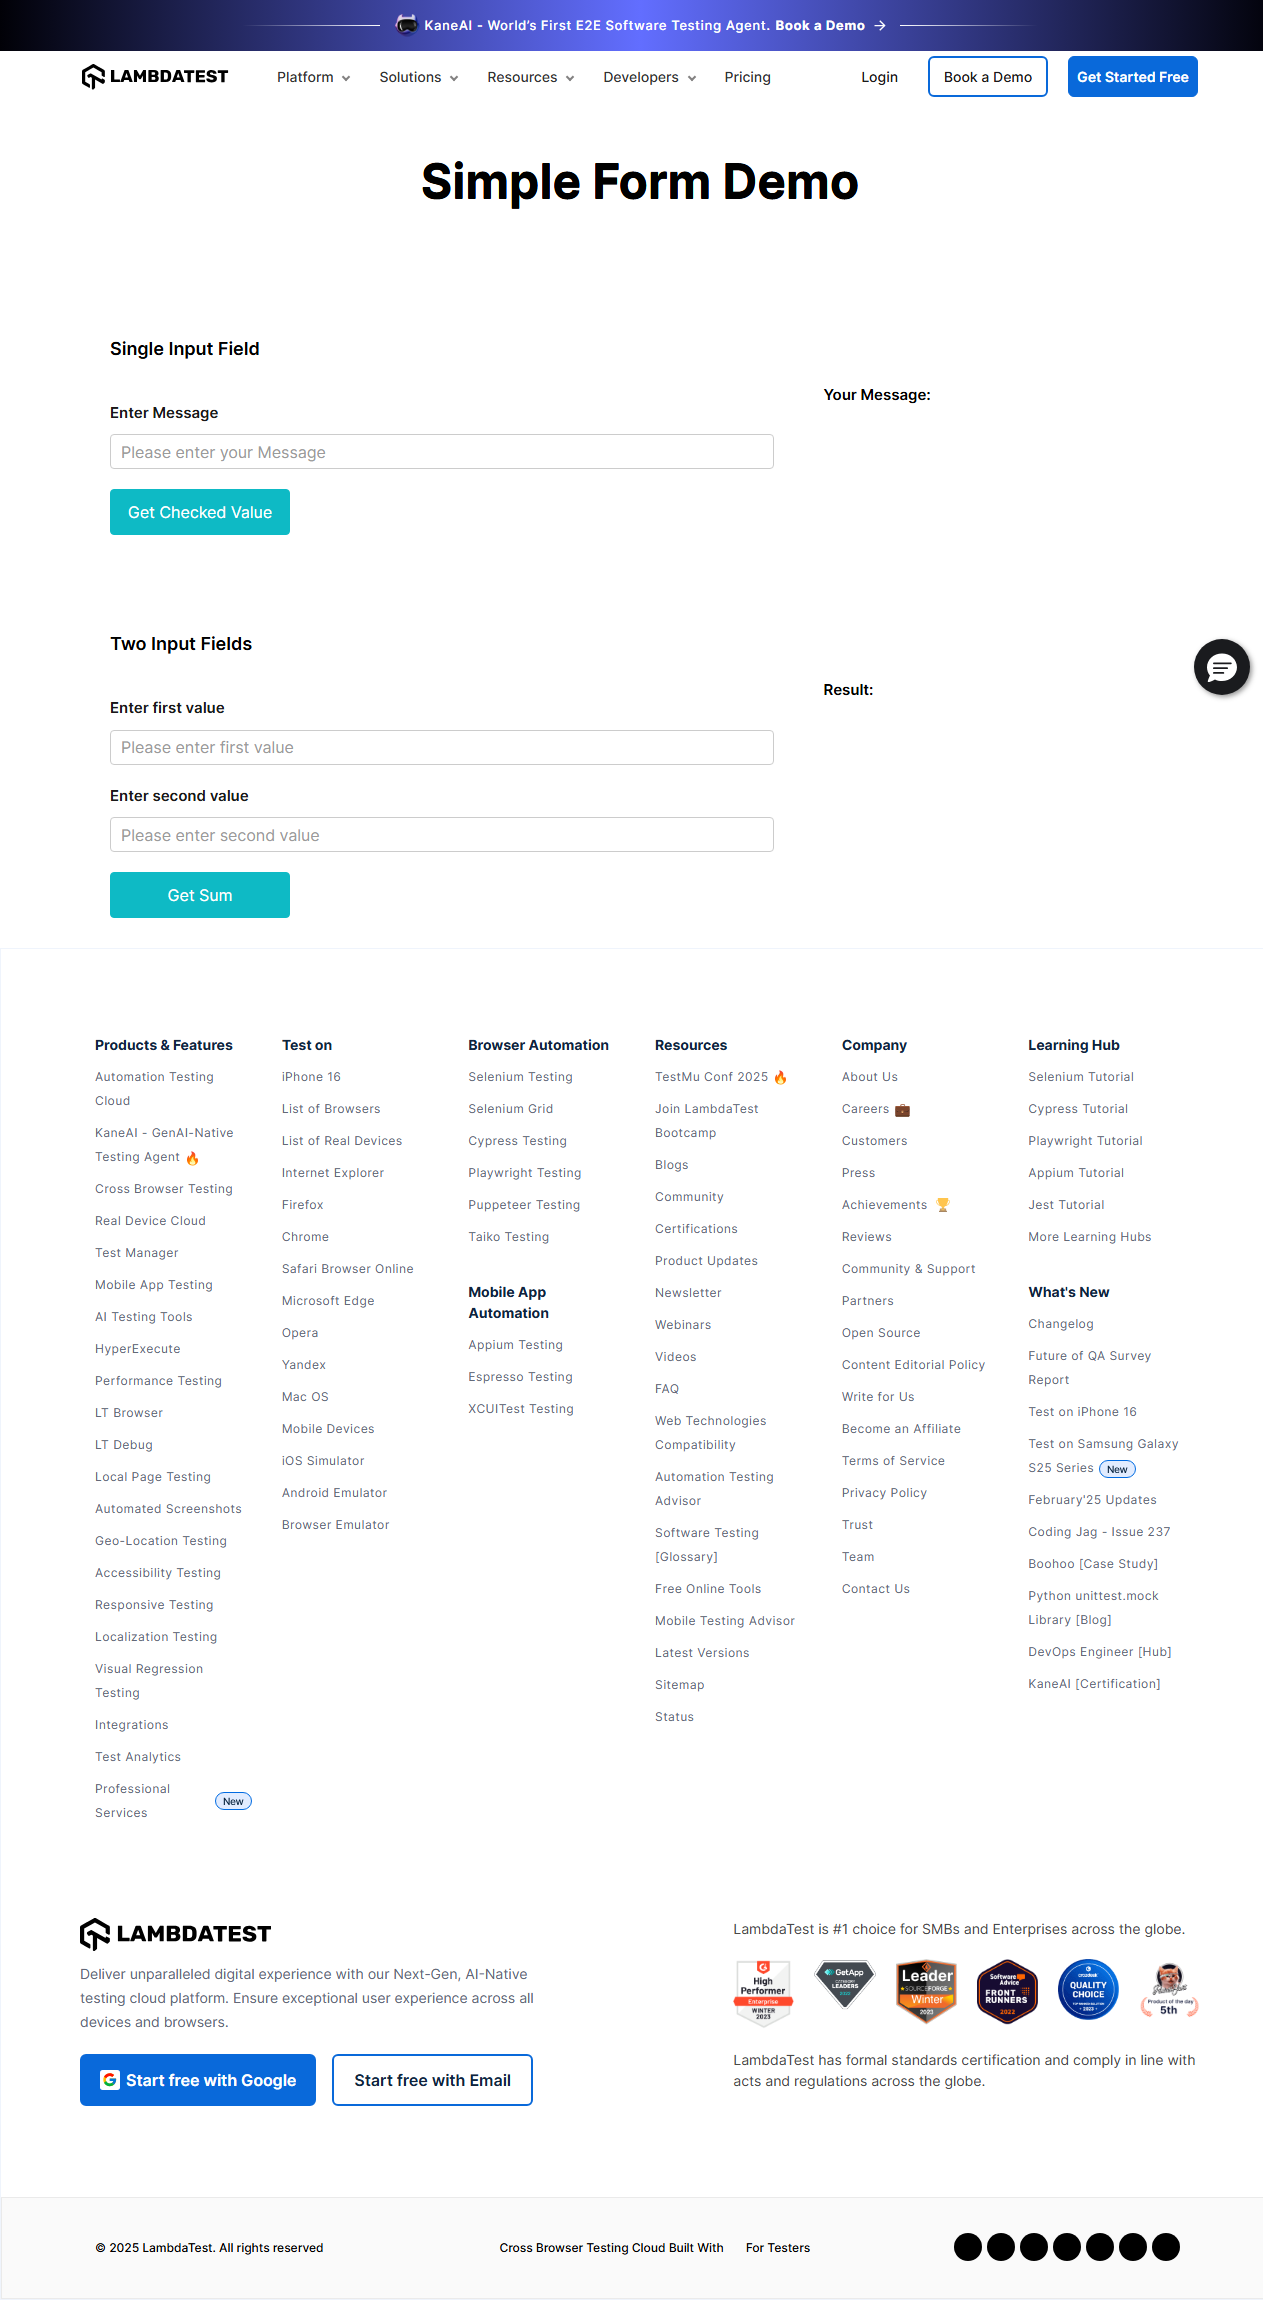 KaneAI - World’s First E2E Software Testing Agent. Book a Demo
LAMBDATEST
Platform Solutions Resources Developers Pricing Login Book a Demo Get Started Free
Simple Form Demo
Single Input Field
Enter Message
Please enter your Message
Get Checked Value
Your Message:
Two Input Fields
Enter first value
Please enter first value
Enter second value
Please enter second value
Get Sum
Result:
Products & Features
Automation Testing
Cloud
KaneAI - GenAI-Native
Testing Agent 🔥
Cross Browser Testing
Real Device Cloud
Test Manager
Mobile App Testing
AI Testing Tools
HyperExecute
Performance Testing
LT Browser
LT Debug
Local Page Testing
Automated Screenshots
Geo-Location Testing
Accessibility Testing
Responsive Testing
Localization Testing
Visual Regression
Testing
Integrations
Test Analytics
Professional
Services New
Test on
iPhone 16
List of Browsers
List of Real Devices
Internet Explorer
Firefox
Chrome
Safari Browser Online
Microsoft Edge
Opera
Yandex
Mac OS
Mobile Devices
iOS Simulator
Android Emulator
Browser Emulator
Browser Automation
Selenium Testing
Selenium Grid
Cypress Testing
Playwright Testing
Puppeteer Testing
Taiko Testing
Mobile App
Automation
Appium Testing
Espresso Testing
XCUITest Testing
Resources
TestMu Conf 2025 🔥
Join LambdaTest
Bootcamp
Blogs
Community
Certifications
Product Updates
Newsletter
Webinars
Videos
FAQ
Web Technologies
Compatibility
Automation Testing
Advisor
Software Testing
[Glossary]
Free Online Tools
Mobile Testing Advisor
Latest Versions
Sitemap
Status
Company
About Us
Careers 💼
Customers
Press
Achievements 🏆
Reviews
Community & Support
Partners
Open Source
Content Editorial Policy
Write for Us
Become an Affiliate
Terms of Service
Privacy Policy
Trust
Team
Contact Us
Learning Hub
Selenium Tutorial
Cypress Tutorial
Playwright Tutorial
Appium Tutorial
Jest Tutorial
More Learning Hubs
What's New
Changelog
Future of QA Survey
Report
Test on iPhone 16
Test on Samsung Galaxy
S25 Series New
February'25 Updates
Coding Jag - Issue 237
Boohoo [Case Study]
Python unittest.mock
Library [Blog]
DevOps Engineer [Hub]
KaneAI [Certification]
LAMBDATEST
Deliver unparalleled digital experience with our Next-Gen, AI-Native
testing cloud platform. Ensure exceptional user experience across all
devices and browsers.
Start free with Google Start free with Email
LambdaTest is #1 choice for SMBs and Enterprises across the globe.
High
Performer
Enterprise
WINTER
2023
GetApp
LEADERS
Leader
SOURCEFORGE
Winter
2023
Software
Advice
FRONT
RUNNERS
2022
QUALITY
CHOICE
Product of the day
5th
LambdaTest has formal standards certification and comply in line with
acts and regulations across the globe.
© 2025 LambdaTest. All rights reserved
Cross Browser Testing Cloud Built With For Testers